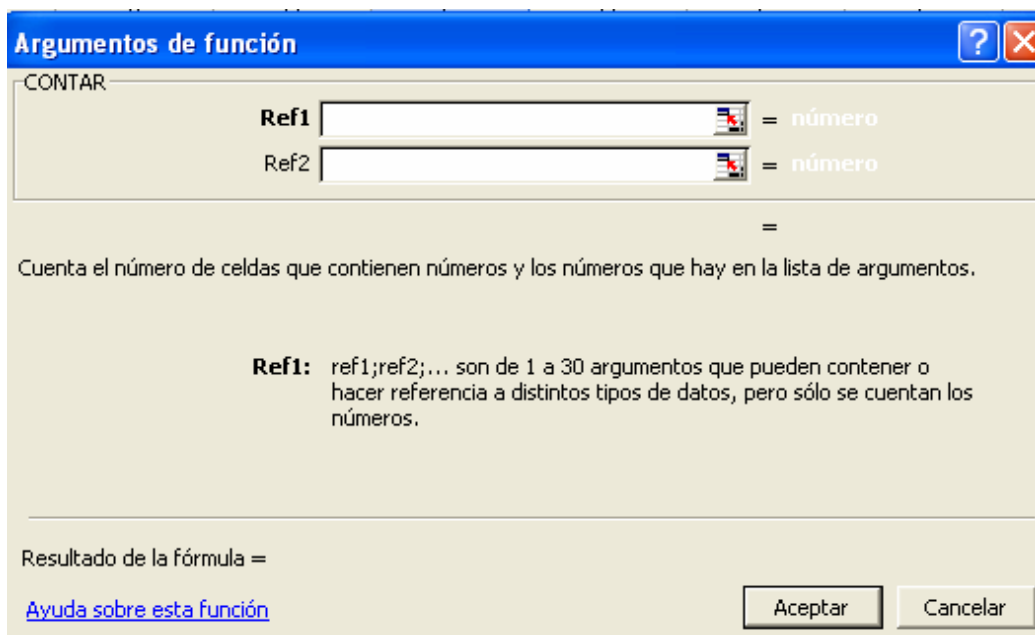 Argumentos de función
CONTAR
Ref1 = número
Ref2 = número
=
Cuenta el número de celdas que contienen números y los números que hay en la lista de argumentos.
Ref1: ref1;ref2;... son de 1 a 30 argumentos que pueden contener o
hacer referencia a distintos tipos de datos, pero sólo se cuentan los
números.
Resultado de la fórmula =
Ayuda sobre esta función
Aceptar Cancelar